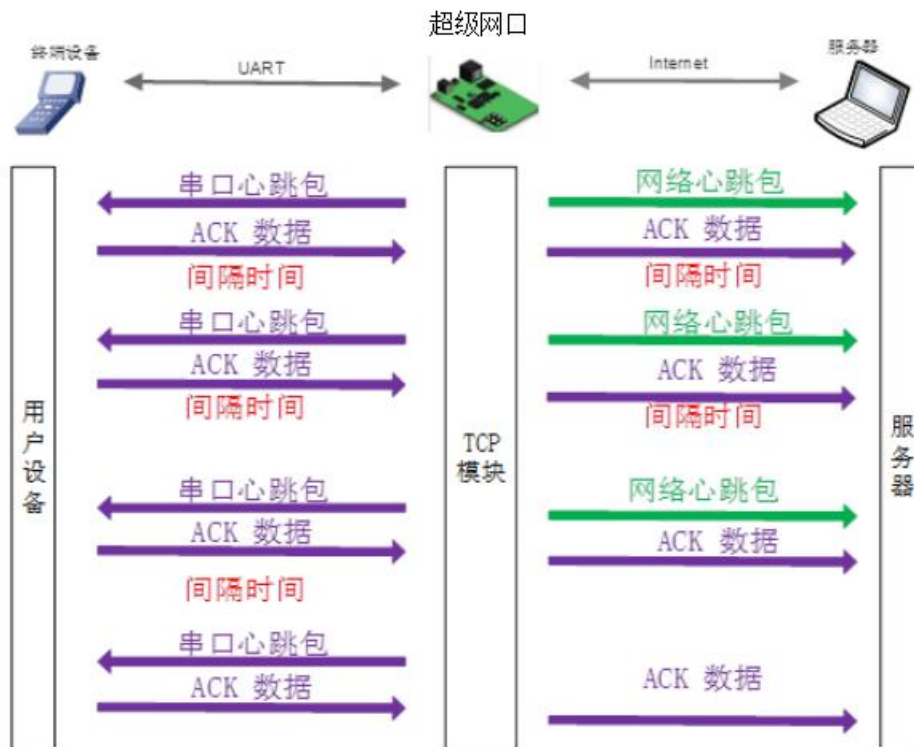 超级网口
终端设备
UART
Internet
服务器
串口心跳包
网络心跳包
ACK 数据
ACK 数据
间隔时间
间隔时间
串口心跳包
网络心跳包
ACK 数据
ACK 数据
间隔时间
间隔时间
用户设备
TCP
模块
服务器
串口心跳包
网络心跳包
ACK 数据
ACK 数据
间隔时间
串口心跳包
ACK 数据
ACK 数据